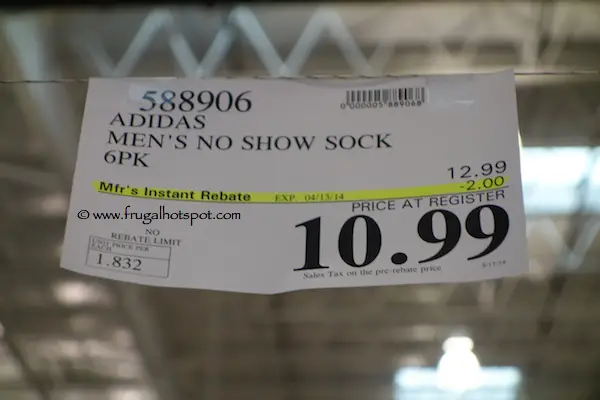 588906
0"000005"889068"
ADIDAS
MEN'S NO SHOW SOCK
6PK
12.99
Mfr's Instant Rebate EXP. 04/13/14 -2.00
PRICE AT REGISTER
© www.frugalhotspot.com
10.99
NO
REBATE LIMIT
UNIT PRICE PER
EACH
1.832
Sales Tax on the pre-rebate price